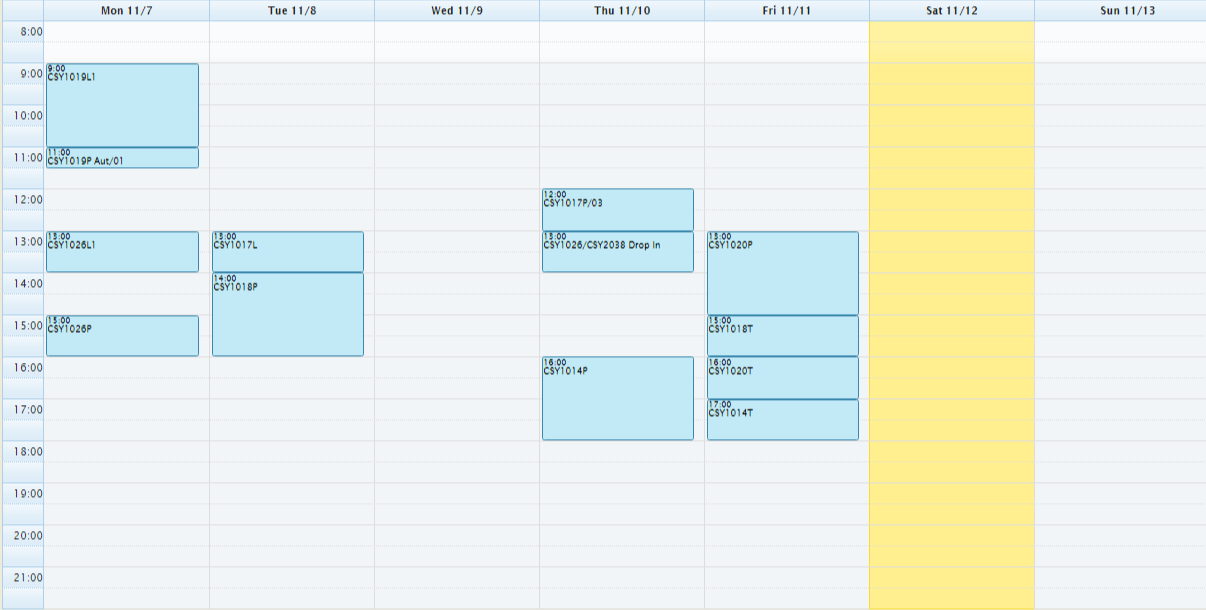 Mon 11/7 Tue 11/8 Wed 11/9 Thu 11/10 Fri 11/11 Sat 11/12 Sun 11/13
8:00
9:00
10:00
11:00
12:00
13:00
14:00
15:00
16:00
17:00
18:00
19:00
20:00
21:00
9:00
CSY1019L1
11:00
CSY1019P Aut/01
13:00
CSY1026L1
15:00
CSY1026P
13:00
CSY1017L
14:00
CSY1018P
12:00
CSY1017P/03
13:00
CSY1026/CSY2038 Drop In
16:00
CSY1014P
13:00
CSY1020P
15:00
CSY1018T
16:00
CSY1020T
17:00
CSY1014T